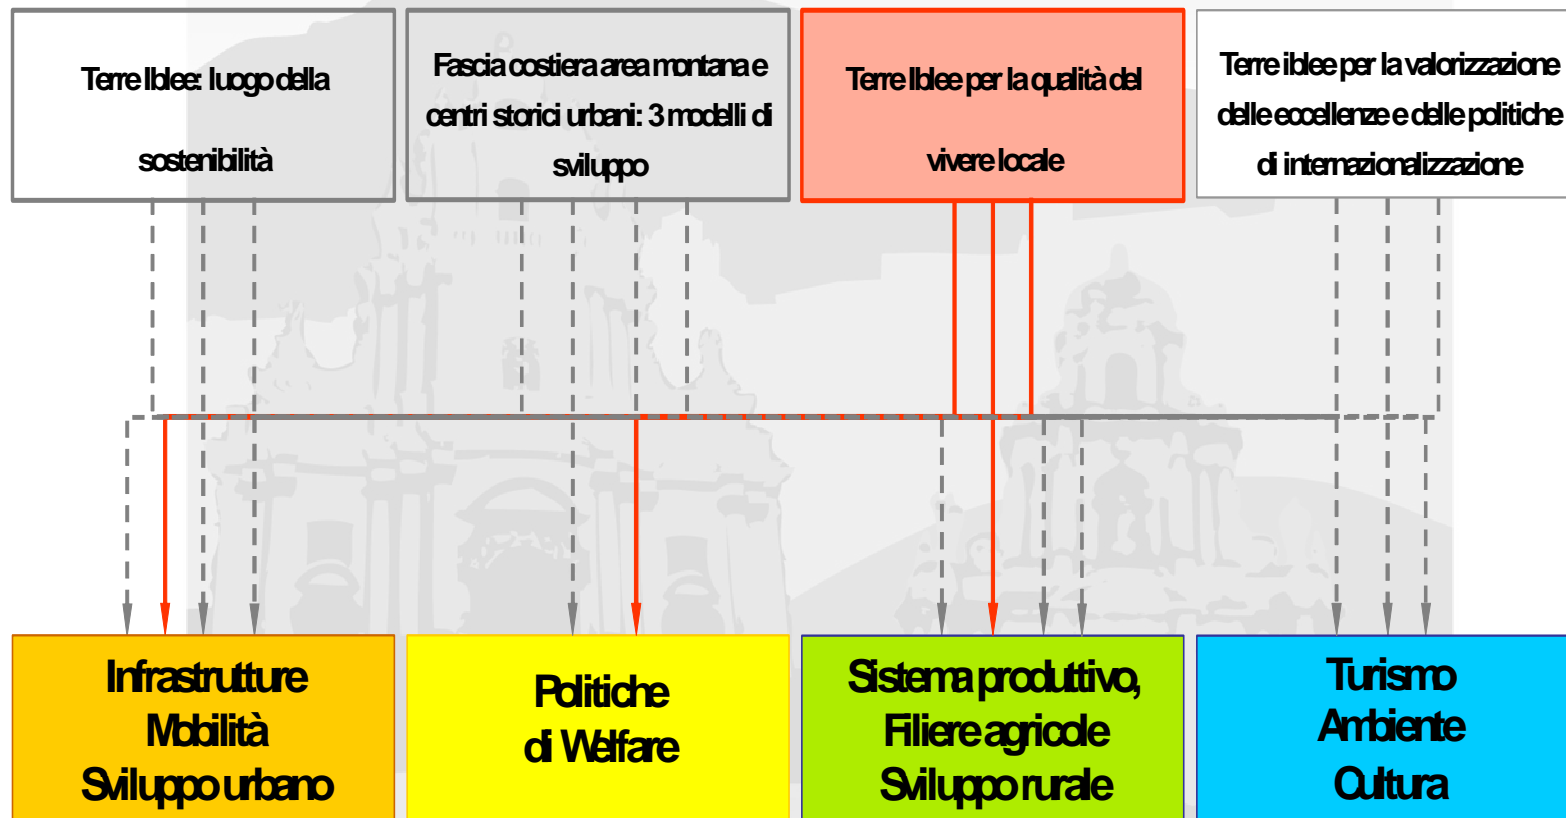 Terre Iblee: luogo della
sostenibilità
Fascia costiera area montana e
centri storici urbani: 3 modelli di
sviluppo
Terre Iblee per la qualità del
vivere locale
Terre iblee per la valorizzazione
delle eccellenze e delle politiche
di internazionalizzazione
Infrastrutture
Mobilità
Sviluppo urbano
Politiche
di Welfare
Sistema produttivo,
Filiere agricole
Sviluppo rurale
Turismo
Ambiente
Cultura